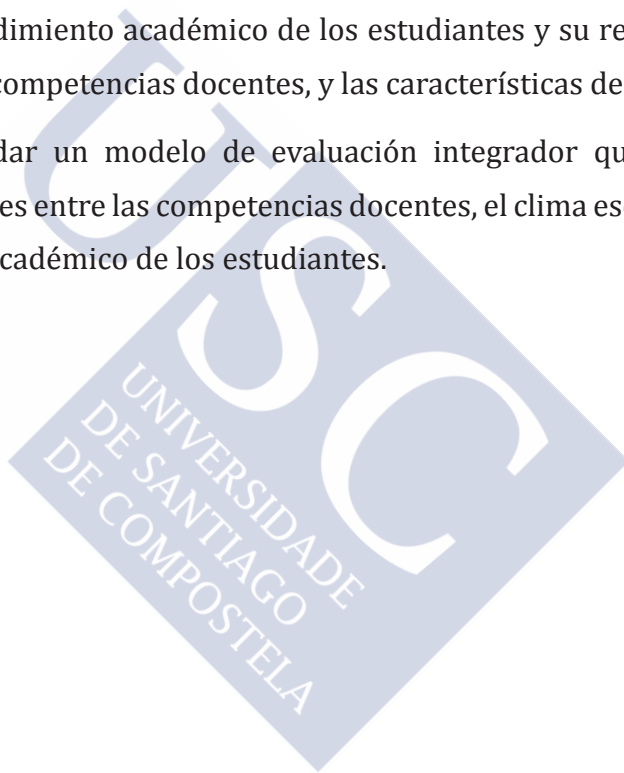 dimiento académico de los estudiantes y su re
competencias docentes, y las características de
dar un modelo de evaluación integrador qu
es entre las competencias docentes, el clima es
académico de los estudiantes.
USC
UNIVERSIDADE
DE SANTIAGO
DE COMPOSTELA